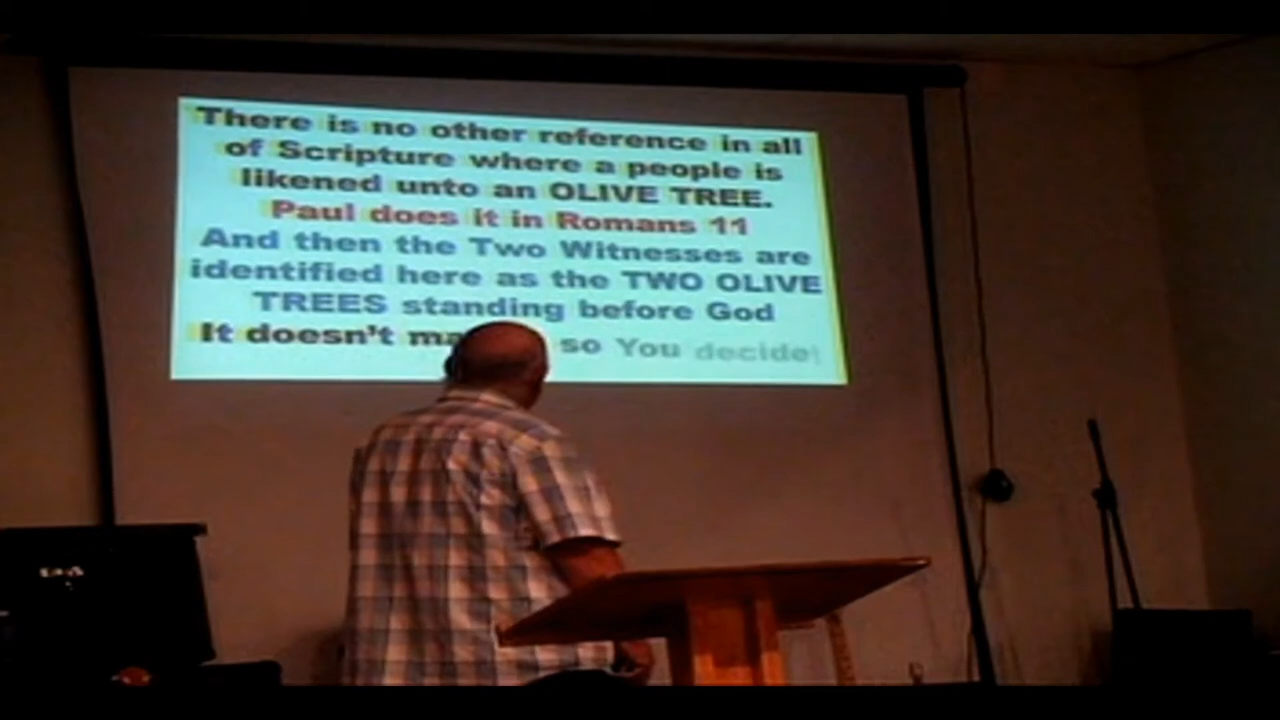 There is no other reference in all
of Scripture where a people is
likened unto an OLIVE TREE.
Paul does it in Romans 11
And then the Two Witnesses are
identified here as the TWO OLIVE
TREES standing before God
It doesn't so You decide!